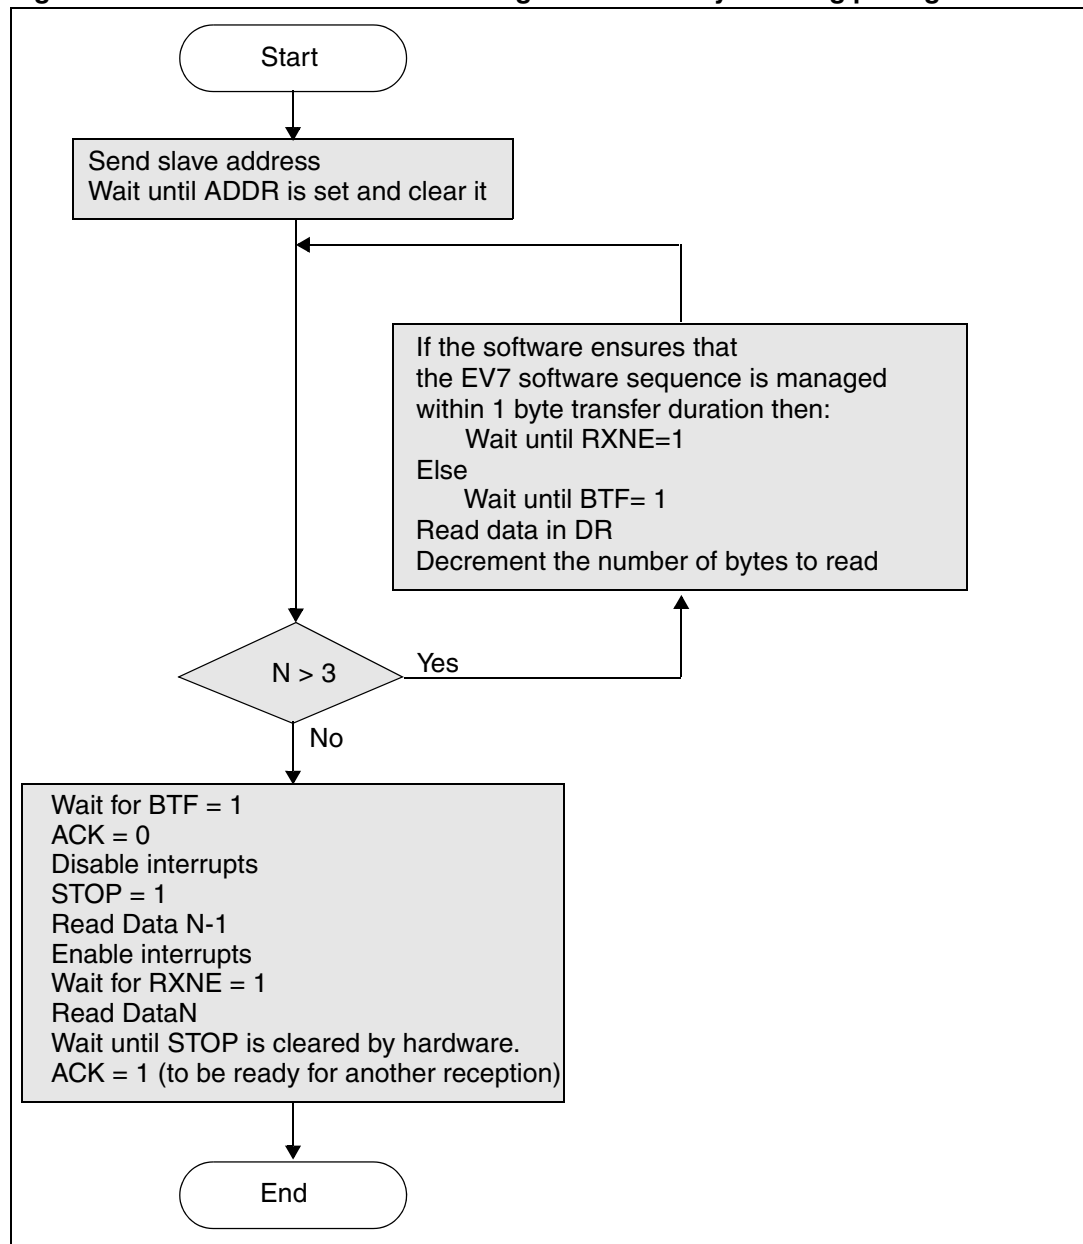 Start
Send slave address
Wait until ADDR is set and clear it
If the software ensures that
the EV7 software sequence is managed
within 1 byte transfer duration then:
Wait until RXNE=1
Else
Wait until BTF= 1
Read data in DR
Decrement the number of bytes to read
N > 3
Yes
No
Wait for BTF = 1
ACK = 0
Disable interrupts
STOP = 1
Read Data N-1
Enable interrupts
Wait for RXNE = 1
Read DataN
Wait until STOP is cleared by hardware.
ACK = 1 (to be ready for another reception)
End